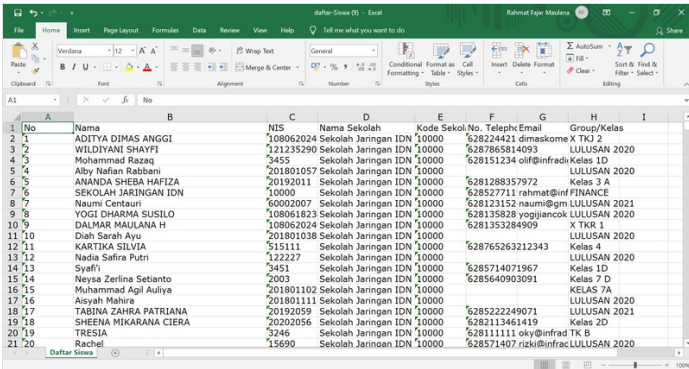 daftar-Siswa (9) - Excel
Rahmat Fajar Maulana
File Home Insert Page Layout Formulas Data Review View Help Tell me what you want to do Share
Verdana 12 Wrap Text General AutoSum
Paste Fill
B I U Merge & Center Conditional Formatting Format as Table Cell Styles Insert Delete Format Clear Sort & Filter Find & Select
Clipboard Font Alignment Number Styles Cells Editing
A1 fx No
A B C D E F G H I
1 No Nama NIS Nama Sekolah Kode Sekol No. Telepho Email Group/Kelas
2 1 ADITYA DIMAS ANGGI 108062024 Sekolah Jaringan IDN 10000 628224421 dimaskome X TKJ 2
3 2 WILDIYANI SHAYFI 121235290 Sekolah Jaringan IDN 10000 6287865814093 LULUSAN 2020
4 3 Mohammad Razaq 3455 Sekolah Jaringan IDN 10000 628151234 olif@infradi Kelas 1D
5 4 Alby Nafian Rabbani 201801057 Sekolah Jaringan IDN 10000 LULUSAN 2020
6 5 ANANDA SHEBA HAFIZA 20192011 Sekolah Jaringan IDN 10000 6281288357972 Kelas 3 A
7 6 SEKOLAH JARINGAN IDN 10000 Sekolah Jaringan IDN 10000 628527711 rahmat@inf FINANCE
8 7 Naumi Centauri 60002007 Sekolah Jaringan IDN 10000 628123152 naumi@gm LULUSAN 2021
9 8 YOGI DHARMA SUSILO 108061823 Sekolah Jaringan IDN 10000 628135828 yogijiancok LULUSAN 2020
10 9 DALMAR MAULANA H 108062024 Sekolah Jaringan IDN 10000 6281353284909 X TKR 1
11 10 Diah Sarah Ayu 201801038 Sekolah Jaringan IDN 10000 LULUSAN 2020
12 11 KARTIKA SILVIA 515111 Sekolah Jaringan IDN 10000 628765263212343 Kelas 4
13 12 Nadia Safira Putri 122227 Sekolah Jaringan IDN 10000 LULUSAN 2020
14 13 Syafi'i 3451 Sekolah Jaringan IDN 10000 6285714071967 Kelas 1D
15 14 Neysa Zerlina Setianto 2003 Sekolah Jaringan IDN 10000 6285640903091 Kelas 7 D
16 15 Muhammad Agil Auliya 201801102 Sekolah Jaringan IDN 10000 KELAS 7A
17 16 Aisyah Mahira 201801111 Sekolah Jaringan IDN 10000 LULUSAN 2020
18 17 TABINA ZAHRA PATRIANA 20192059 Sekolah Jaringan IDN 10000 6285222249071 LULUSAN 2021
19 18 SHEENA MIKARANA CIERA 20202056 Sekolah Jaringan IDN 10000 6282113461419 Kelas 2D
20 19 TRESIA 3246 Sekolah Jaringan IDN 10000 628111111 oky@infrad TK B
21 20 Rachel 15690 Sekolah Jaringan IDN 10000 628571407 rizki@infrac LULUSAN 2020
Daftar Siswa
100%